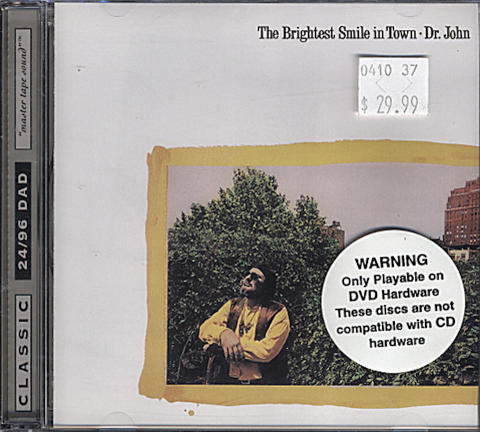 The Brightest Smile in Town • Dr. John
0410 37
$ 29.99
"master tape sound"™
24/96 DAD
CLASSIC
WARNING
Only Playable on
DVD Hardware
These discs are not
compatible with CD
hardware